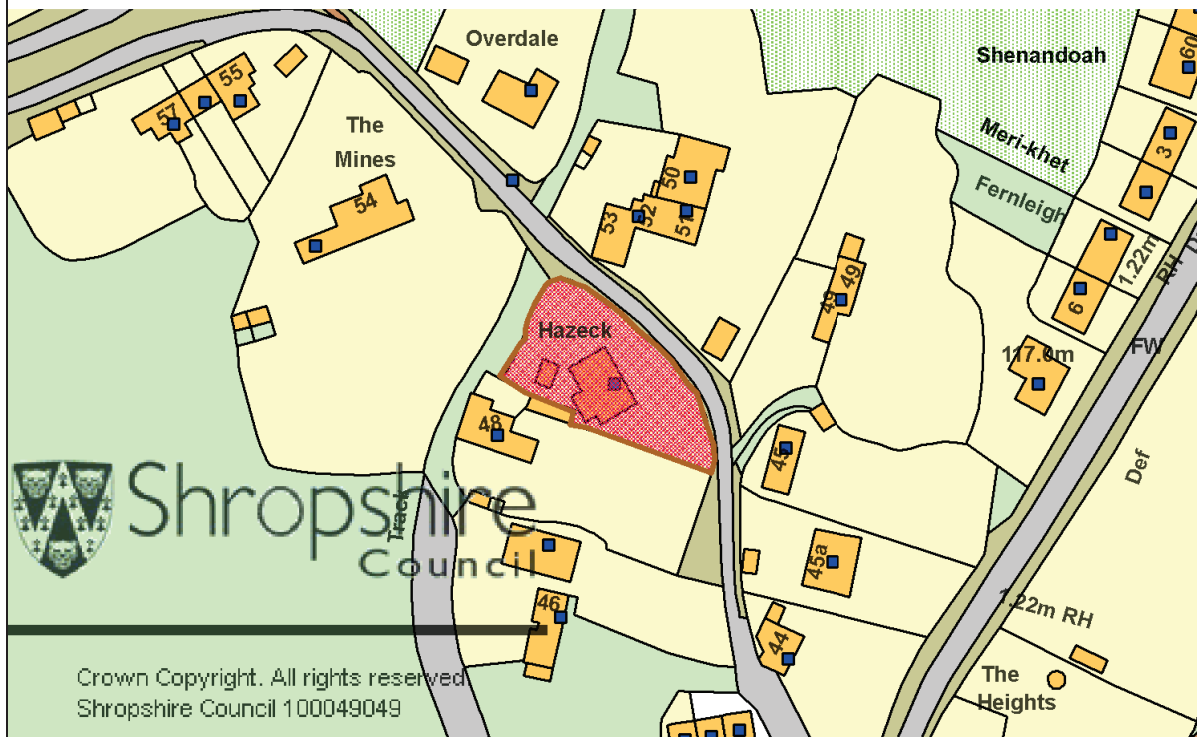 Overdale
Shenandoah
60
55
57
The
Mines
Meri-khet
3
54
50
52
51
53
Fernleigh
1.22m
RH
49
49
6
Hazeck
117.0m
FW
48
45
Def
Shropshire
Council
Track
45a
46
1.22m RH
44
The
Heights
Crown Copyright. All rights reserved
Shropshire Council 100049049